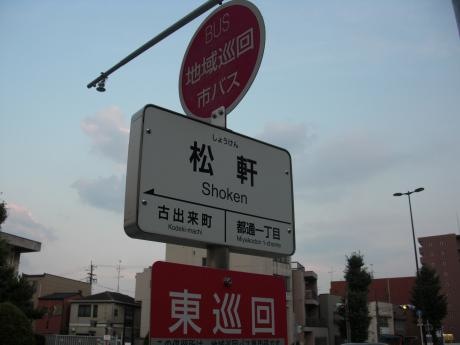 BUS
地域巡回
市バス
しょうけん
松軒
Shoken
古出来町
Kodeki-machi
都通一丁目
Miyakodori 1-chome
東巡回